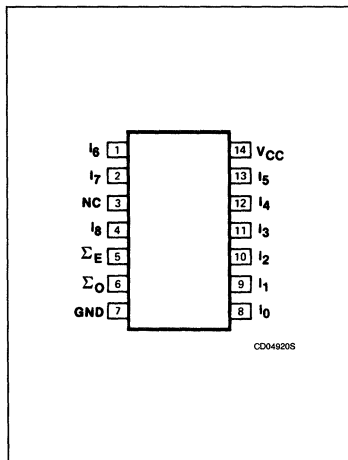 I6 1 14 VCC
I7 2 13 I5
NC 3 12 I4
I8 4 11 I3
ΣE 5 10 I2
ΣO 6 9 I1
GND 7 8 I0
CD04920S